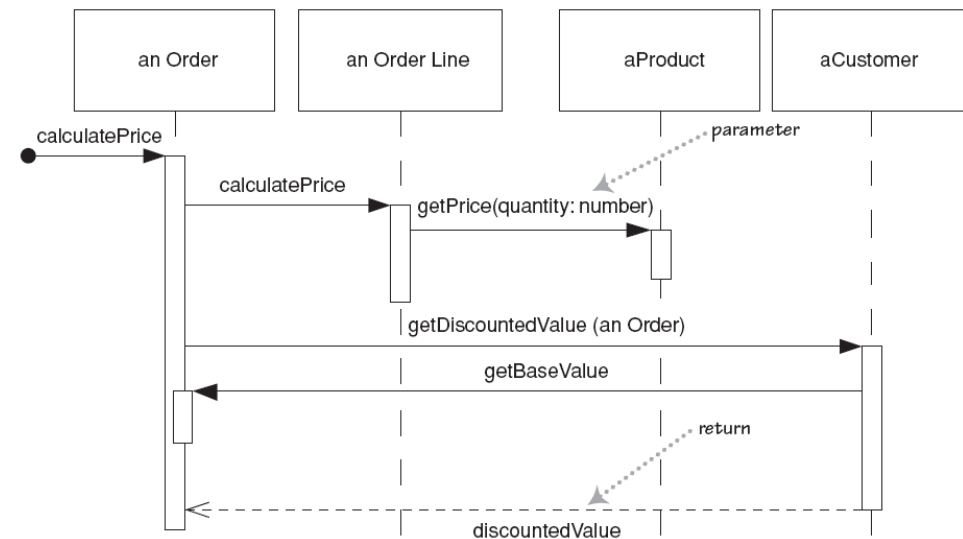 an Order
an Order Line
aProduct
aCustomer
calculatePrice
parameter
calculatePrice
getPrice(quantity: number)
getDiscountedValue (an Order)
getBaseValue
return
discountedValue